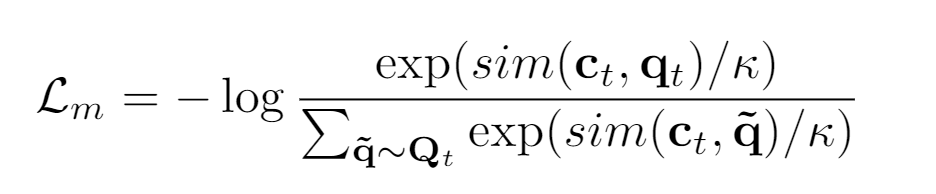 $\mathcal{L}_m = -\log \frac{\exp(sim(\mathbf{c}_t, \mathbf{q}_t)/\kappa)}{\sum_{\tilde{\mathbf{q}} \sim \mathbf{Q}_t} \exp(sim(\mathbf{c}_t, \tilde{\mathbf{q}})/\kappa)}$